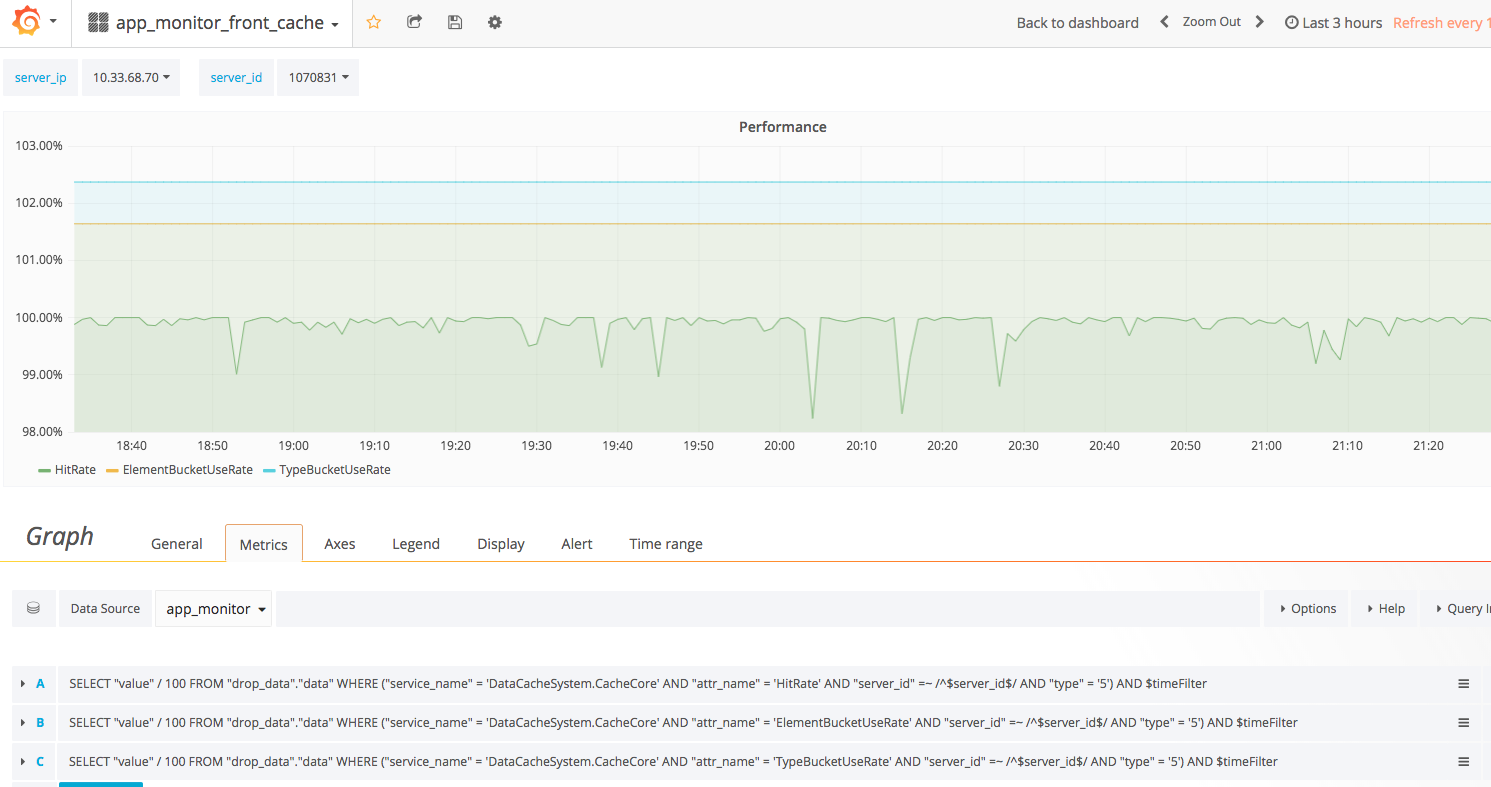 app_monitor_front_cache
Back to dashboard
Zoom Out
Last 3 hours
Refresh every 1
server_ip
10.33.68.70
server_id
1070831
Performance
103.00%
102.00%
101.00%
100.00%
99.00%
98.00%
18:40 18:50 19:00 19:10 19:20 19:30 19:40 19:50 20:00 20:10 20:20 20:30 20:40 20:50 21:00 21:10 21:20
HitRate ElementBucketUseRate TypeBucketUseRate
Graph
General Metrics Axes Legend Display Alert Time range
Data Source app_monitor
Options Help Query In
A SELECT "value" / 100 FROM "drop_data"."data" WHERE ("service_name" = 'DataCacheSystem.CacheCore' AND "attr_name" = 'HitRate' AND "server_id" =~ /^$server_id$/ AND "type" = '5') AND $timeFilter
B SELECT "value" / 100 FROM "drop_data"."data" WHERE ("service_name" = 'DataCacheSystem.CacheCore' AND "attr_name" = 'ElementBucketUseRate' AND "server_id" =~ /^$server_id$/ AND "type" = '5') AND $timeFilter
C SELECT "value" / 100 FROM "drop_data"."data" WHERE ("service_name" = 'DataCacheSystem.CacheCore' AND "attr_name" = 'TypeBucketUseRate' AND "server_id" =~ /^$server_id$/ AND "type" = '5') AND $timeFilter